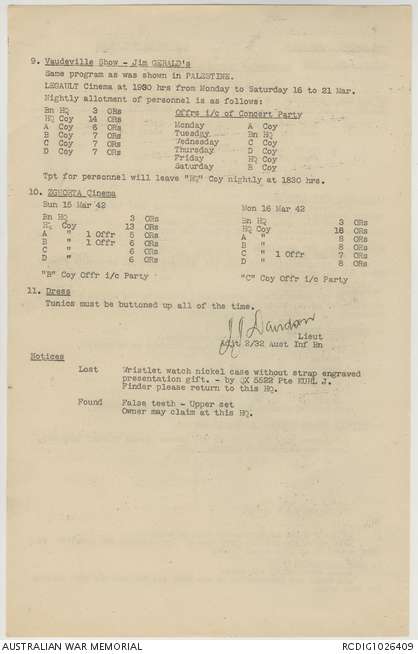 9. Vaudeville Show - Jim GERALD's
Same program as was shown in PALESTINE.
LEGAULT Cinema at 1930 hrs from Monday to Saturday 16 to 21 Mar.
Nightly allotment of personnel is as follows:
Bn HQ 3 ORs Offrs i/c of Concert Party
HQ Coy 14 ORs Monday A Coy
A Coy 6 ORs Tuesday Bn HQ
B Coy 7 ORs Wednesday C Coy
C Coy 7 ORs Thursday D Coy
D Coy 7 ORs Friday HQ Coy
Saturday B Coy
Tpt for personnel will leave "HQ" Coy nightly at 1830 hrs.
10. ZGHORTA Cinema
Sun 15 Mar 42 Mon 16 Mar 42
Bn HQ 3 ORs Bn HQ 3 ORs
HQ Coy 13 ORs HQ Coy 16 ORs
A " 1 Offr 5 ORs A " 8 ORs
B " 1 Offr 6 ORs B " 8 ORs
C " 6 ORs C " 1 Offr 7 ORs
D " 6 ORs D " 8 ORs
"B" Coy Offr i/c Party "C" Coy Offr i/c Party
11. Dress
Tunics must be buttoned up all of the time.
Lieut
Adjt 2/32 Aust Inf Bn
Notices
Lost Wristlet watch nickel case without strap engraved
presentation gift. - by QX 5522 Pte KUHL J.
Finder please return to this HQ.
Found False teeth - Upper set
Owner may claim at this HQ.
AUSTRALIAN WAR MEMORIAL RCDIG1026409